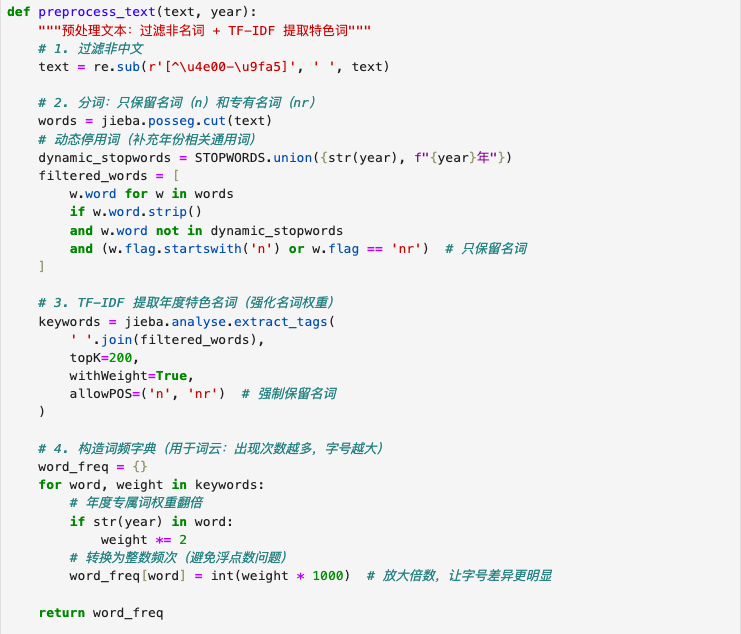 def preprocess_text(text, year):
    """预处理文本：过滤非名词 + TF-IDF 提取特色词"""
    # 1. 过滤非中文
    text = re.sub(r'[^\u4e00-\u9fa5]', ' ', text)

    # 2. 分词：只保留名词（n）和专有名词（nr）
    words = jieba.posseg.cut(text)
    # 动态停用词（补充年份相关通用词）
    dynamic_stopwords = STOPWORDS.union({str(year), f"{year}年"})
    filtered_words = [
        w.word for w in words
        if w.word.strip()
        and w.word not in dynamic_stopwords
        and (w.flag.startswith('n') or w.flag == 'nr')  # 只保留名词
    ]

    # 3. TF-IDF 提取年度特色名词（强化名词权重）
    keywords = jieba.analyse.extract_tags(
        ' '.join(filtered_words),
        topK=200,
        withWeight=True,
        allowPOS=('n', 'nr')  # 强制保留名词
    )

    # 4. 构造词频字典（用于词云：出现次数越多，字号越大）
    word_freq = {}
    for word, weight in keywords:
        # 年度专属词权重翻倍
        if str(year) in word:
            weight *= 2
        # 转换为整数频次（避免浮点数问题）
        word_freq[word] = int(weight * 1000)  # 放大倍数，让字号差异更明显

    return word_freq